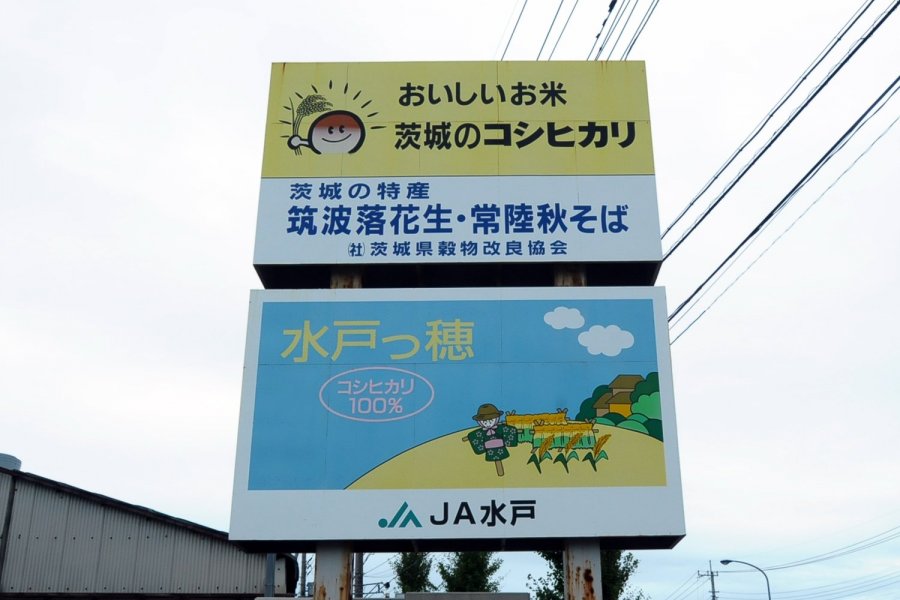 おいしいお米
茨城のコシヒカリ
茨城の特産
筑波落花生・常陸秋そば
㈳茨城県穀物改良協会
水戸っ穂
コシヒカリ
100%
JA水戸